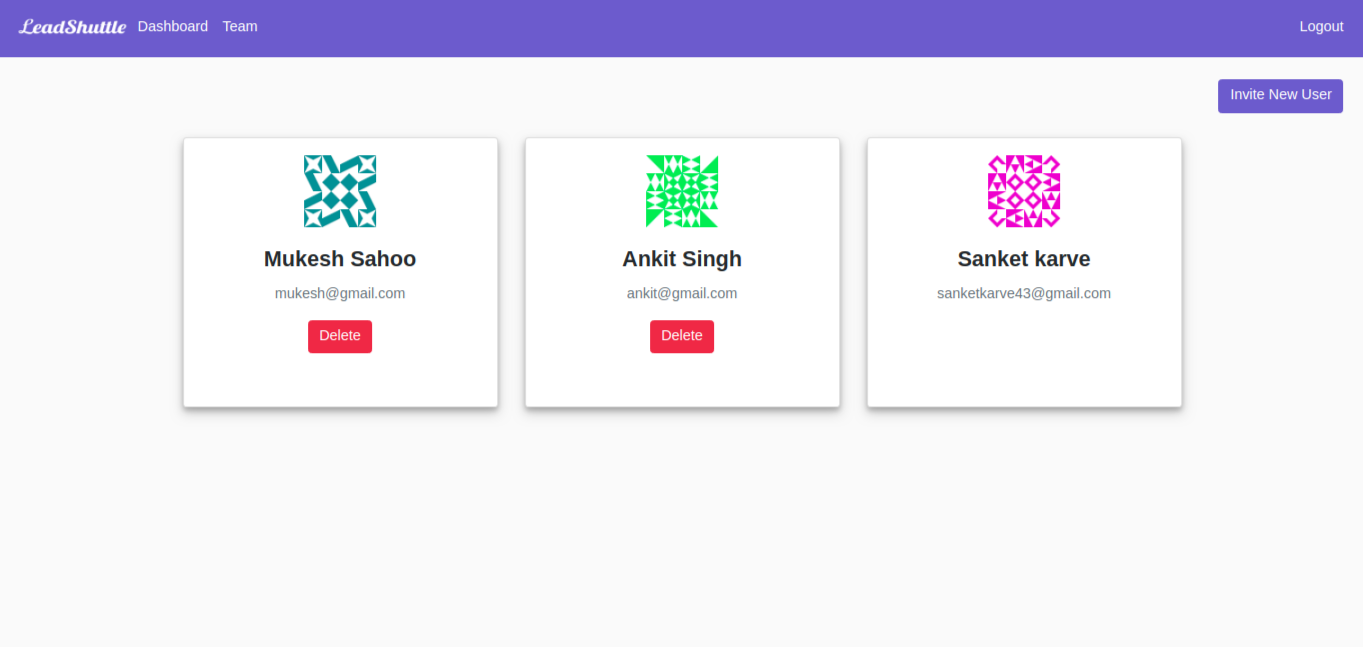 LeadShuttle Dashboard Team Logout
Invite New User
Mukesh Sahoo
mukesh@gmail.com
Delete
Ankit Singh
ankit@gmail.com
Delete
Sanket karve
sanketkarve43@gmail.com